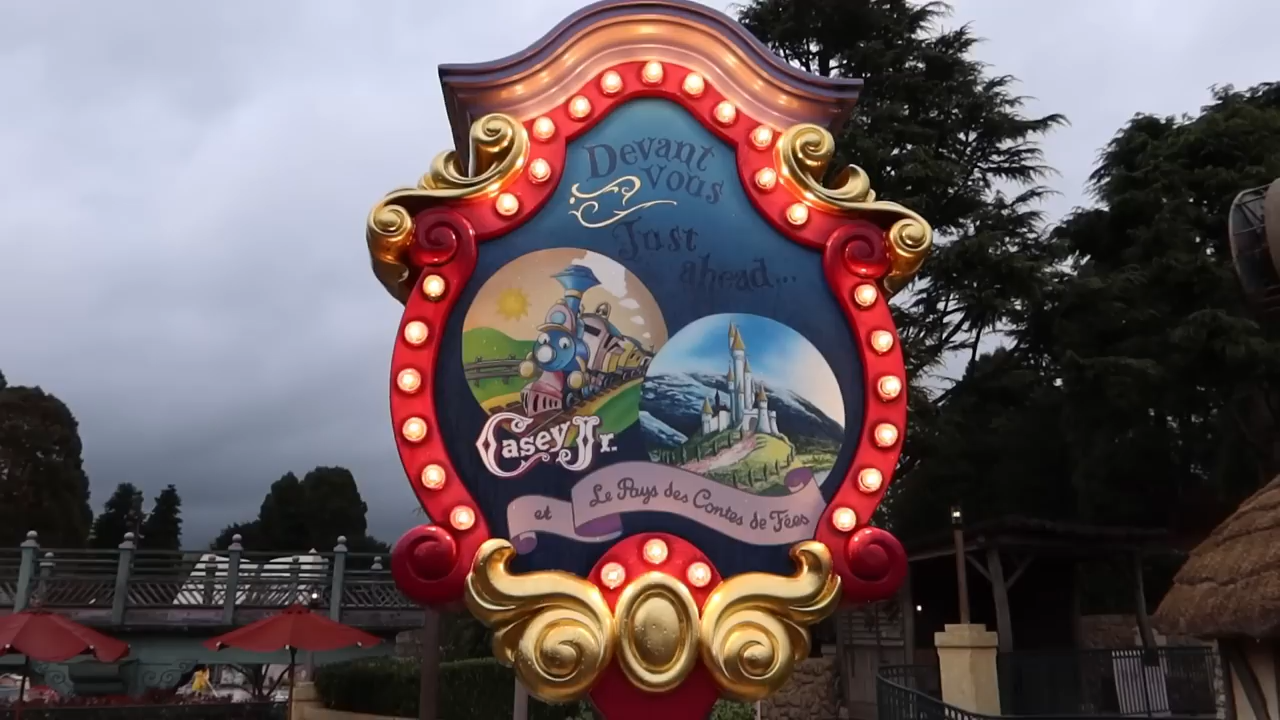 Devant
vous
Just
ahead...
Casey Jr.
et
Le Pays des Contes de Fées